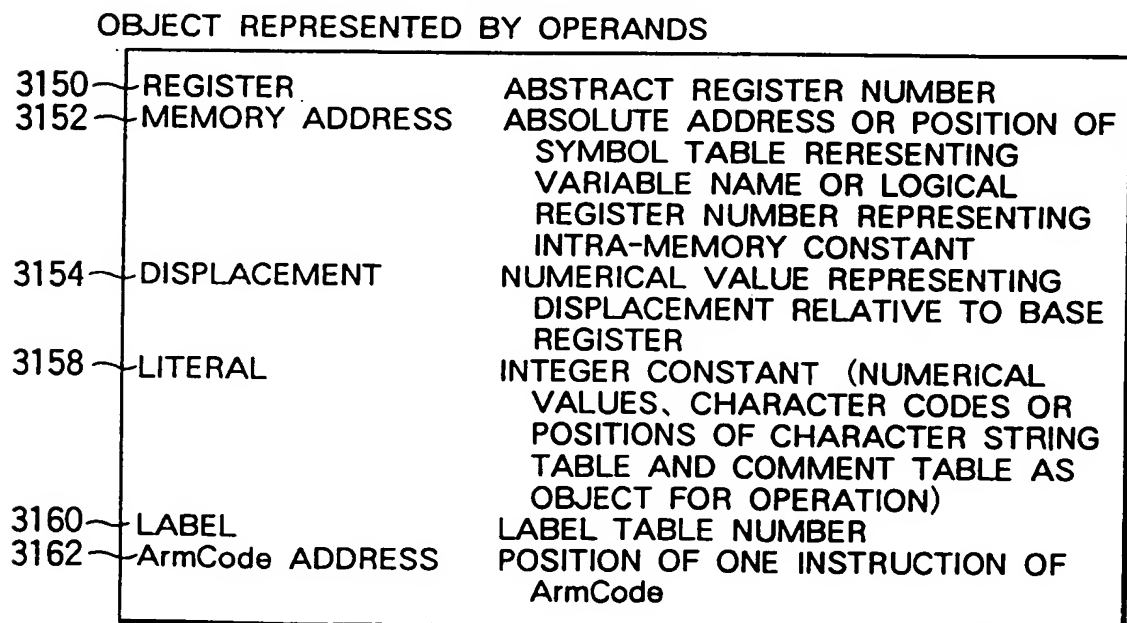 OBJECT REPRESENTED BY OPERANDS
3150 REGISTER ABSTRACT REGISTER NUMBER
3152 MEMORY ADDRESS ABSOLUTE ADDRESS OR POSITION OF
SYMBOL TABLE RERESENTING
VARIABLE NAME OR LOGICAL
REGISTER NUMBER REPRESENTING
INTRA-MEMORY CONSTANT
3154 DISPLACEMENT NUMERICAL VALUE REPRESENTING
DISPLACEMENT RELATIVE TO BASE
REGISTER
3158 LITERAL INTEGER CONSTANT (NUMERICAL
VALUES、CHARACTER CODES OR
POSITIONS OF CHARACTER STRING
TABLE AND COMMENT TABLE AS
OBJECT FOR OPERATION)
3160 LABEL LABEL TABLE NUMBER
3162 ArmCode ADDRESS POSITION OF ONE INSTRUCTION OF
ArmCode